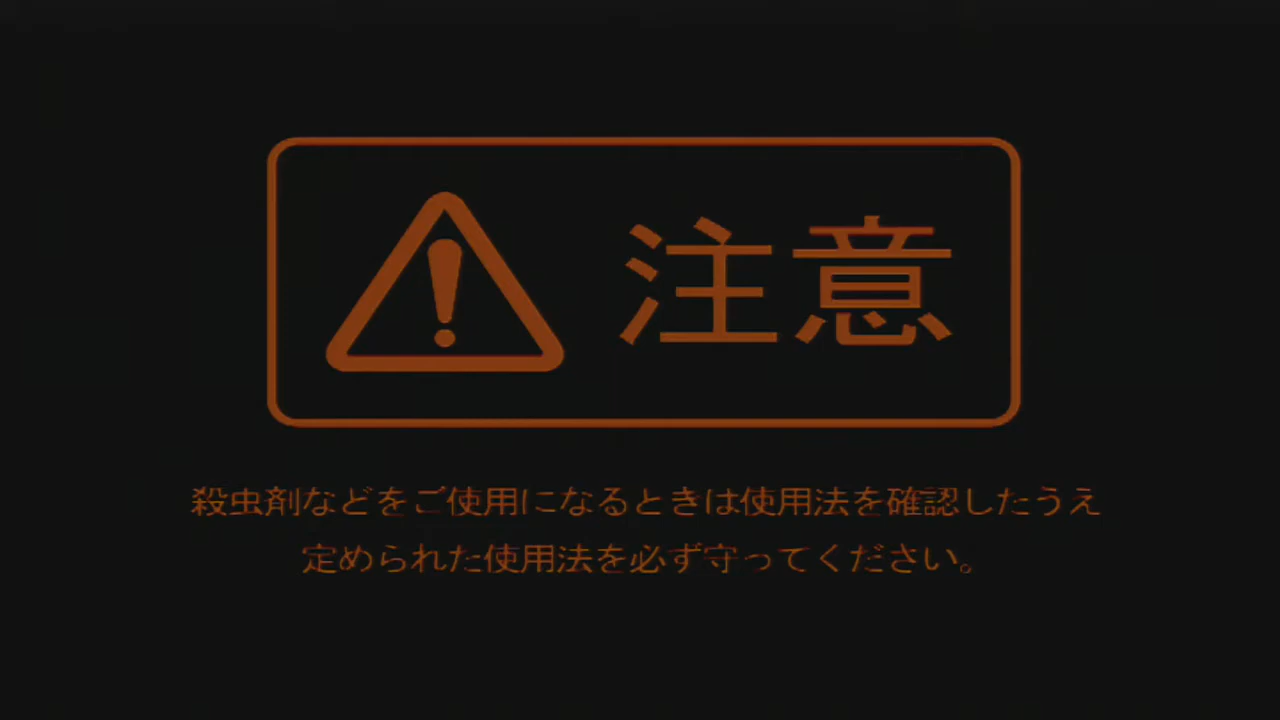 注意
殺虫剤などをご使用になるときは使用法を確認したうえ
定められた使用法を必ず守ってください。